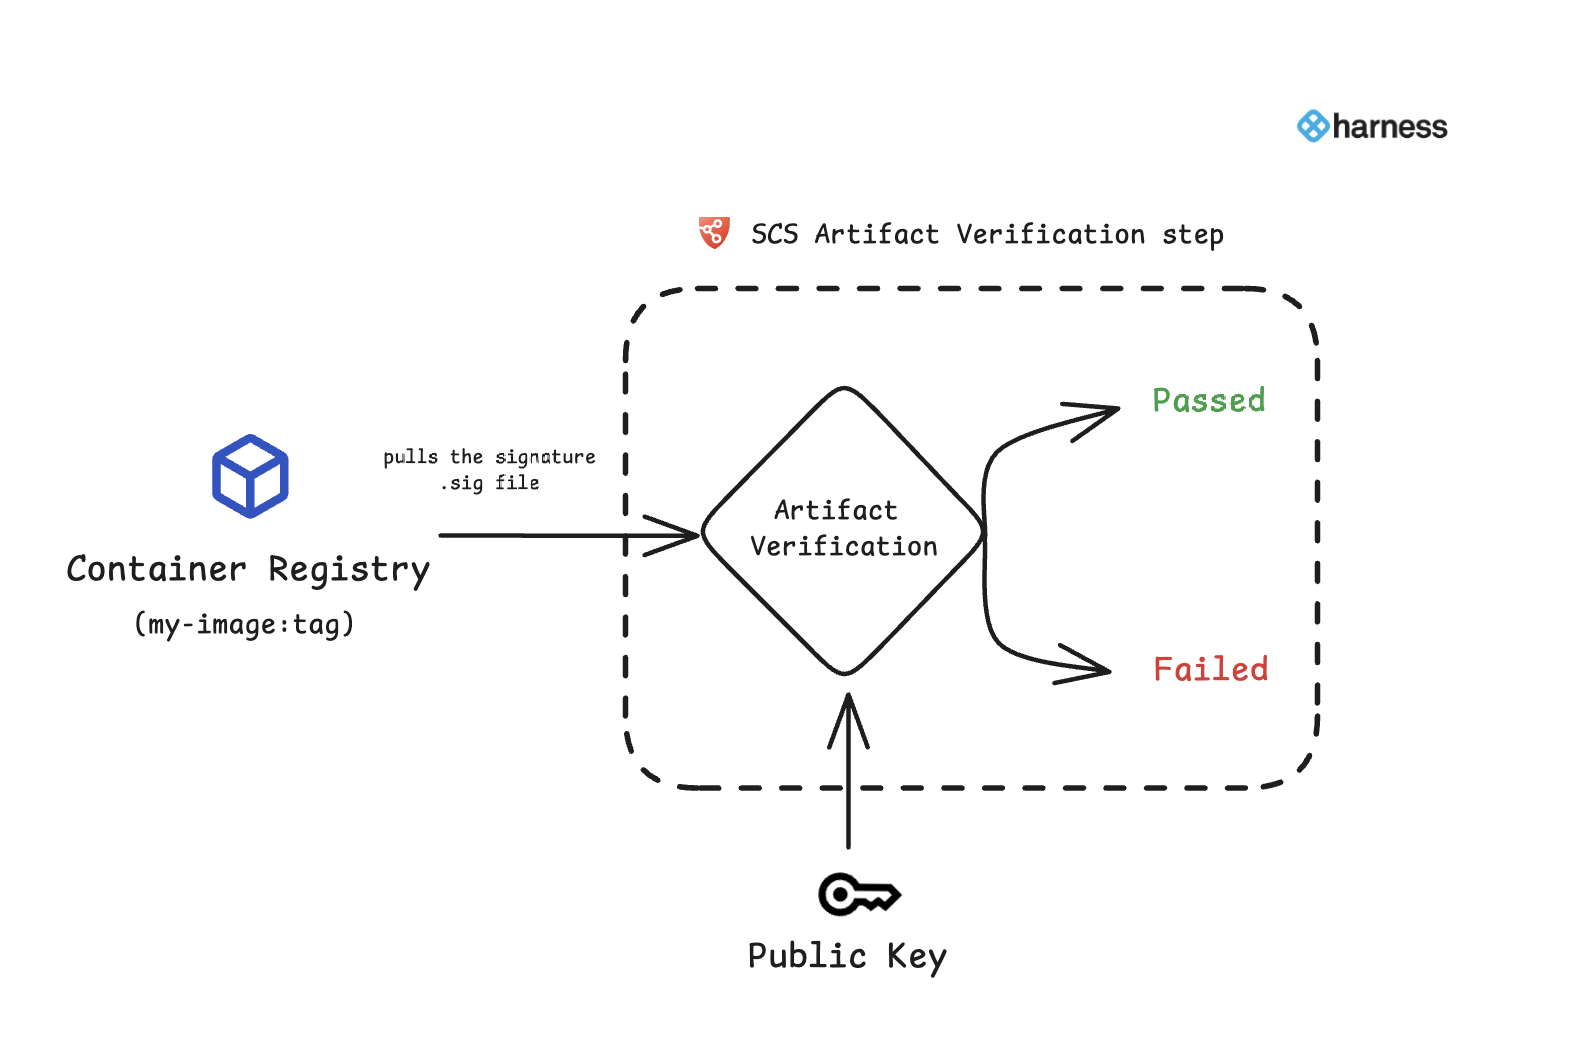 harness
SCS Artifact Verification step
Passed
pulls the signature
.sig file
Artifact
Verification
Container Registry
(my-image:tag)
Failed
Public Key